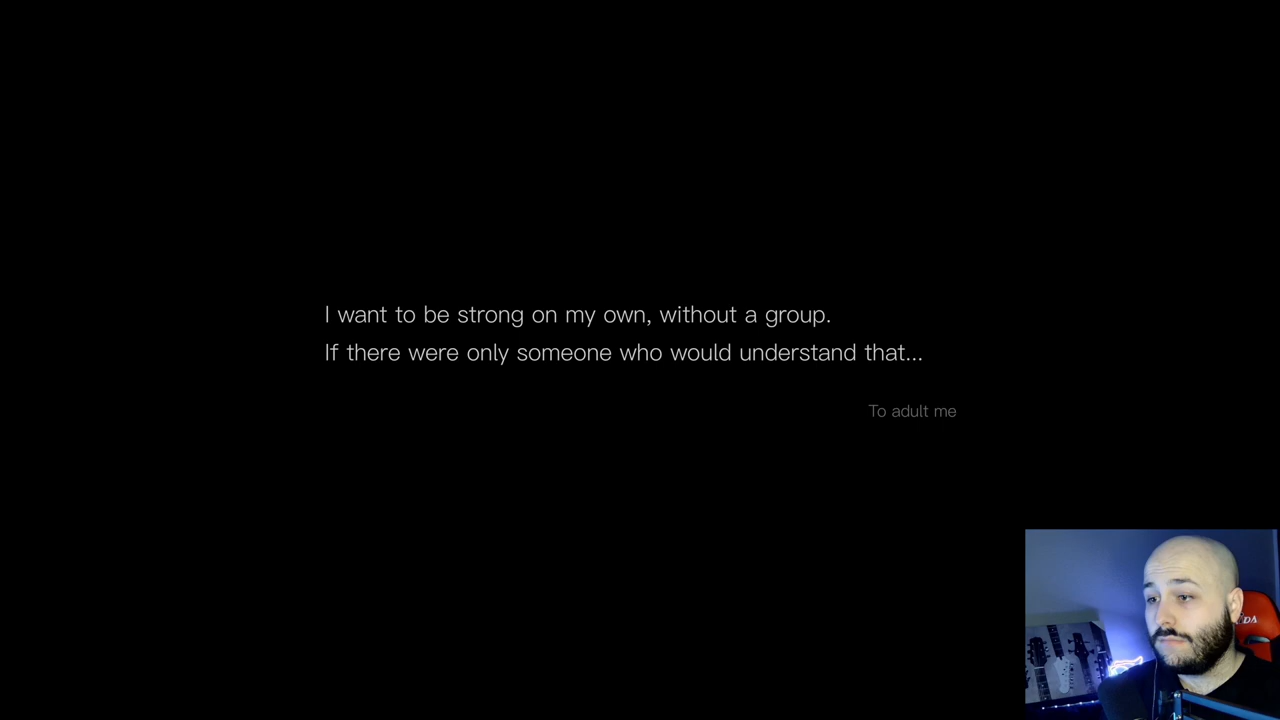 I want to be strong on my own, without a group.
If there were only someone who would understand that...
To adult me